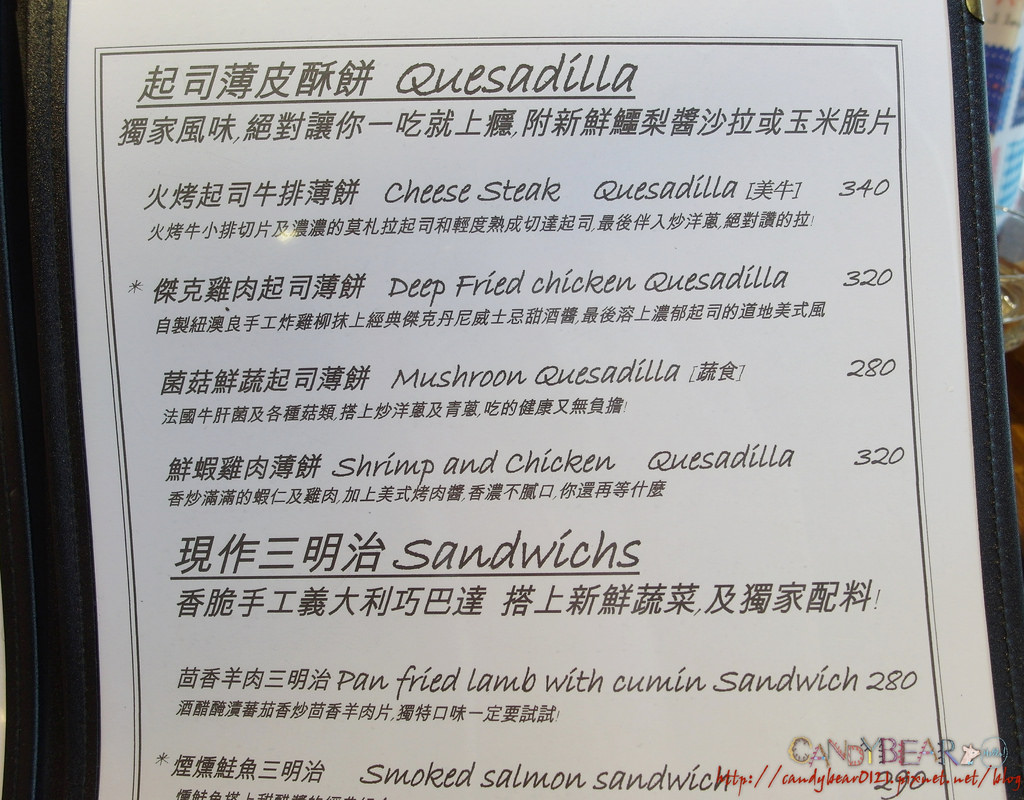 起司薄皮酥餅 Quesadilla
獨家風味,絕對讓你一吃就上癮,附新鮮鱷梨醬沙拉或玉米脆片
火烤起司牛排薄餅 Cheese Steak Quesadilla [美牛] 340
火烤牛小排切片及濃濃的莫札拉起司和輕度熟成切達起司,最後伴入炒洋蔥,絕對讚的拉!
* 傑克雞肉起司薄餅 Deep Fried chicken Quesadilla 320
自製紐澳良手工炸雞柳抹上經典傑克丹尼威士忌甜酒醬,最後溶上濃郁起司的道地美式風
菌菇鮮蔬起司薄餅 Mushroon Quesadilla [蔬食] 280
法國牛肝菌及各種菇類,搭上炒洋蔥及青蔥,吃的健康又無負擔!
鮮蝦雞肉薄餅 Shrimp and Chicken Quesadilla 320
香炒滿滿的蝦仁及雞肉,加上美式烤肉醬,香濃不膩口,你還再等什麼
現作三明治 Sandwichs
香脆手工義大利巧巴達 搭上新鮮蔬菜,及獨家配料!
茴香羊肉三明治 Pan fried lamb with cumin Sandwich 280
酒醋醃漬蕃茄香炒茴香羊肉片,獨特口味一定要試試!
* 煙燻鮭魚三明治 Smoked salmon sandwich 290
CANDYBEAR
http://candybear0121.pixnet.net/blog